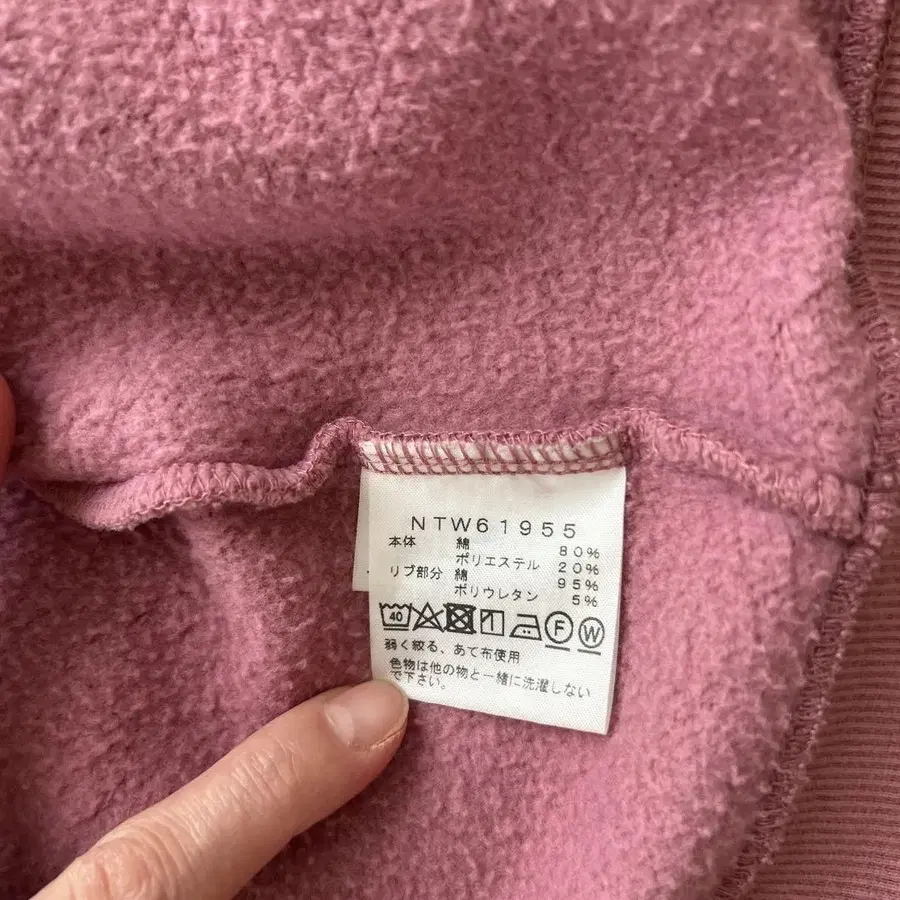 NTW61955
本体 綿 80%
ポリエステル 20%
リブ部分 綿 95%
ポリウレタン 5%
40 F W
弱く絞る、あて布使用
色物は他の物と一緒に洗濯しない
で下さい。